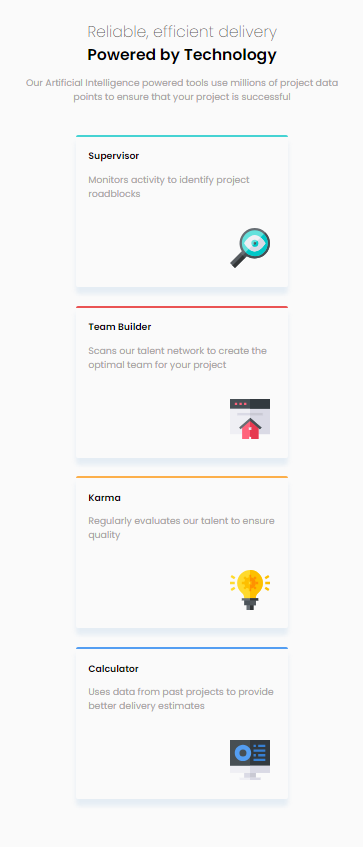 Reliable, efficient delivery
Powered by Technology
Our Artificial Intelligence powered tools use millions of project data
points to ensure that your project is successful
Supervisor
Monitors activity to identify project
roadblocks
Team Builder
Scans our talent network to create the
optimal team for your project
Karma
Regularly evaluates our talent to ensure
quality
Calculator
Uses data from past projects to provide
better delivery estimates